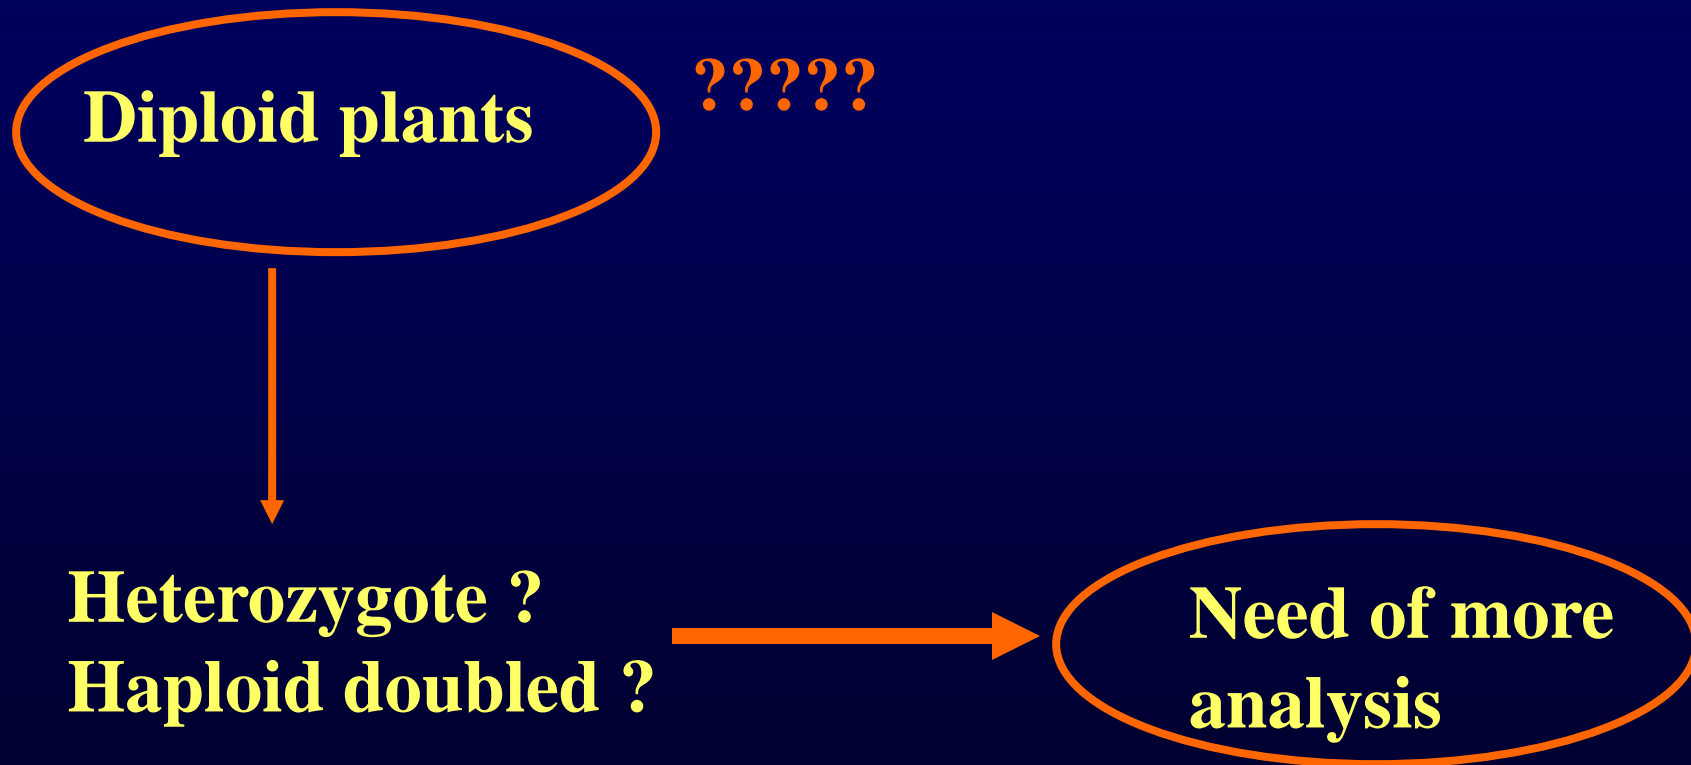 Diploid plants
?????
Heterozygote ?
Haploid doubled ?
Need of more
analysis